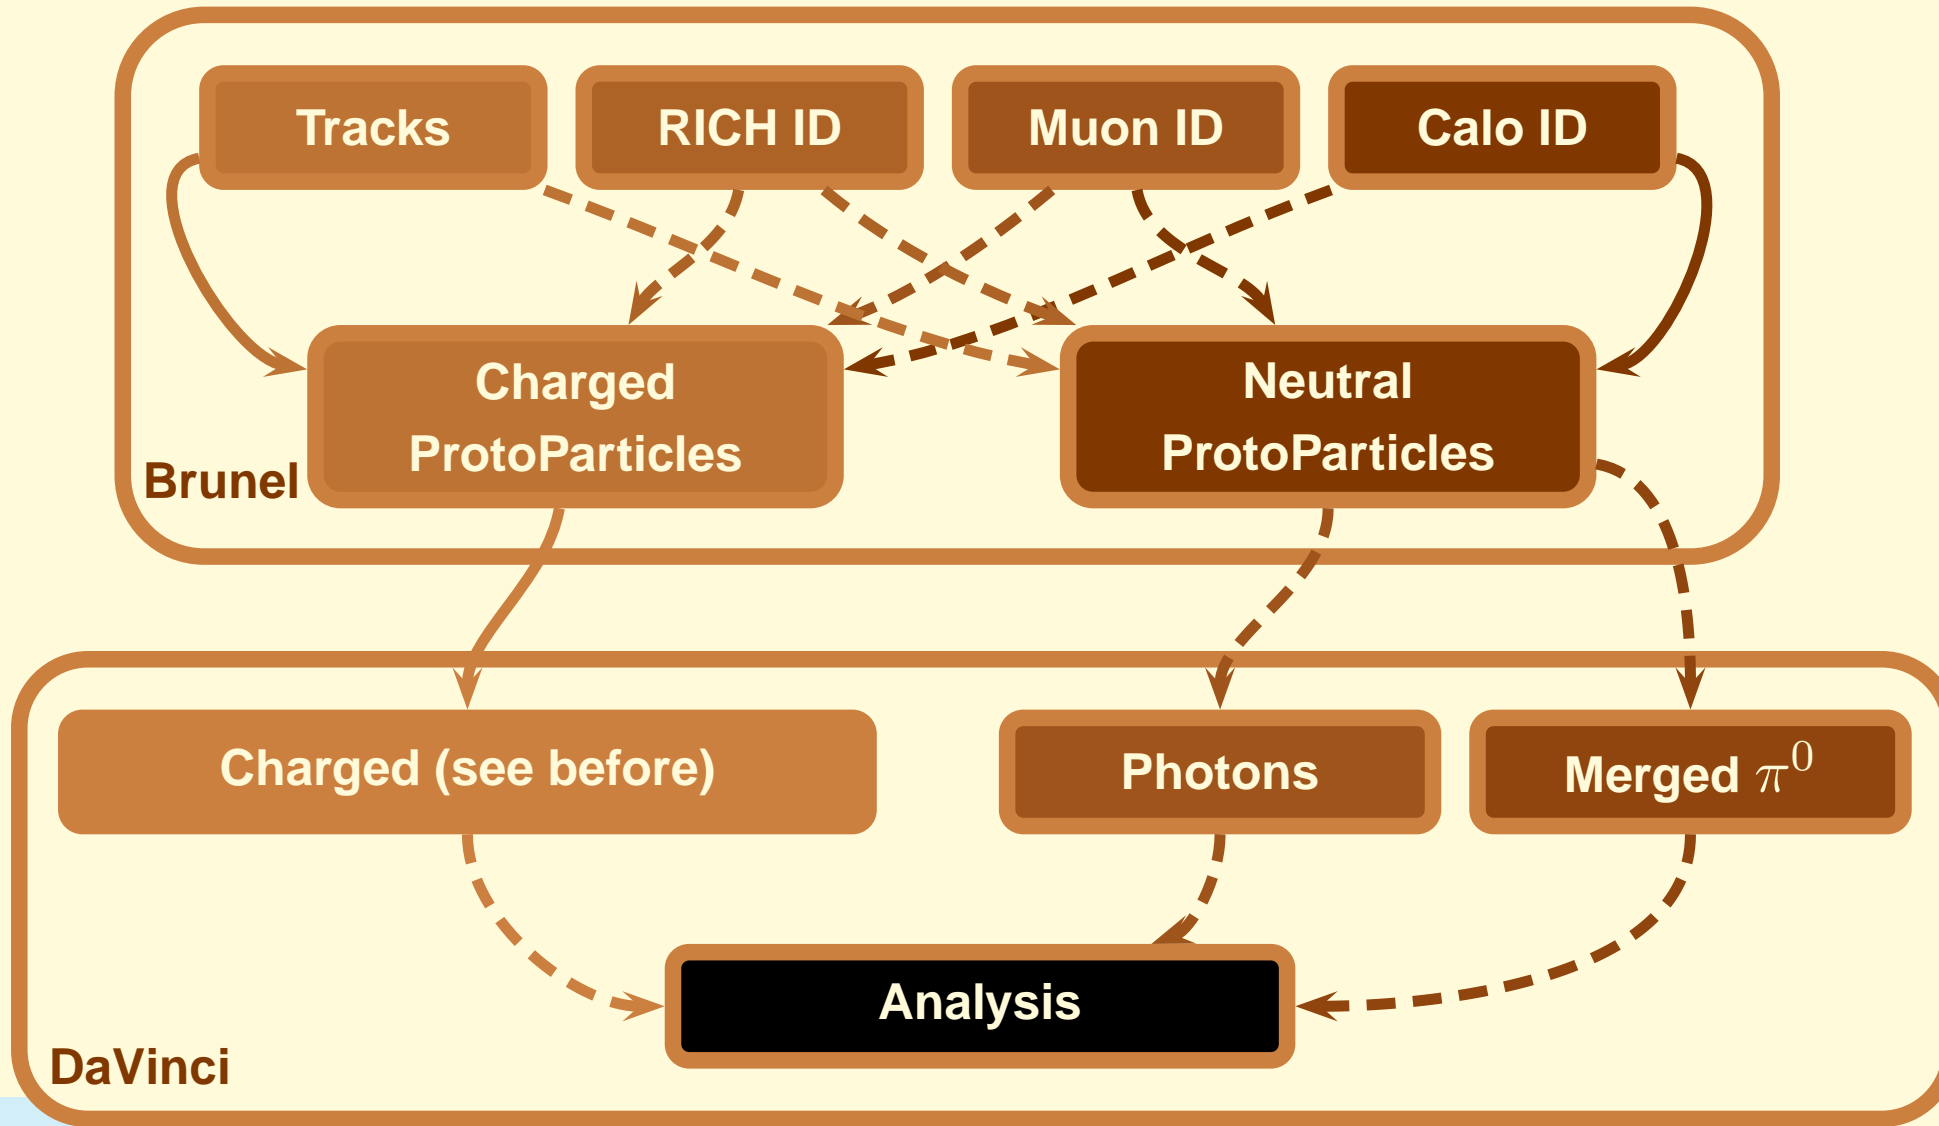 Tracks
RICH ID
Muon ID
Calo ID
Charged
ProtoParticles
Neutral
ProtoParticles
Brunel
Charged (see before)
Photons
Merged π⁰
Analysis
DaVinci